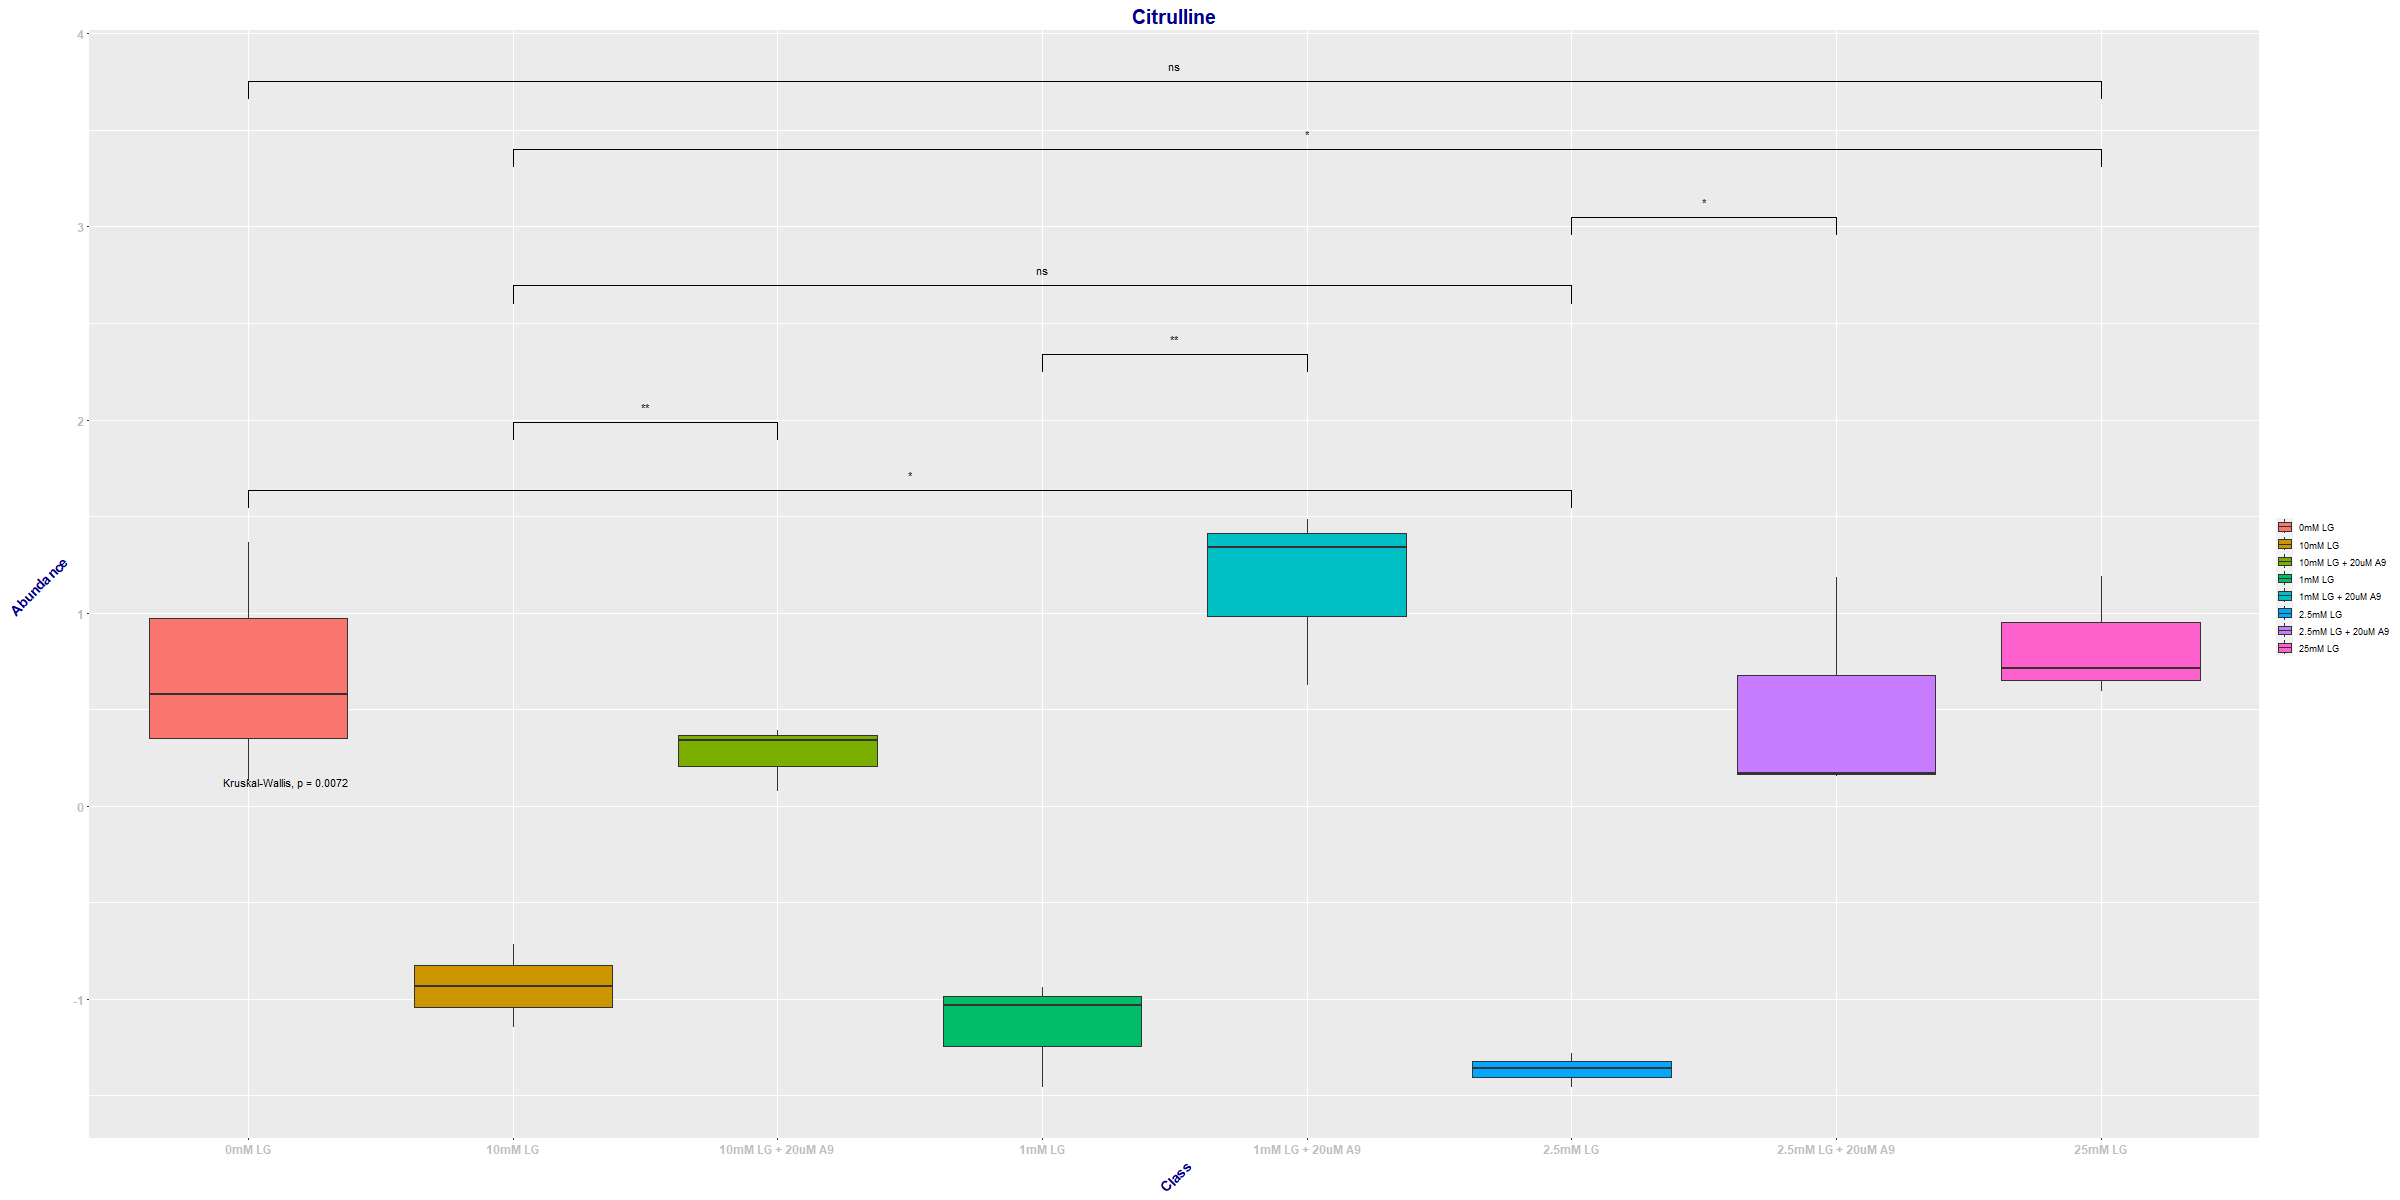 Citrulline
4
ns
*
3
*
ns
**
2
**
*
1
Kruskal-Wallis, p = 0.0072
0
-1
Abundance
0mM LG
10mM LG
10mM LG + 20uM A9
1mM LG
1mM LG + 20uM A9
2.5mM LG
2.5mM LG + 20uM A9
25mM LG
Class
0mM LG
10mM LG
10mM LG + 20uM A9
1mM LG
1mM LG + 20uM A9
2.5mM LG
2.5mM LG + 20uM A9
25mM LG